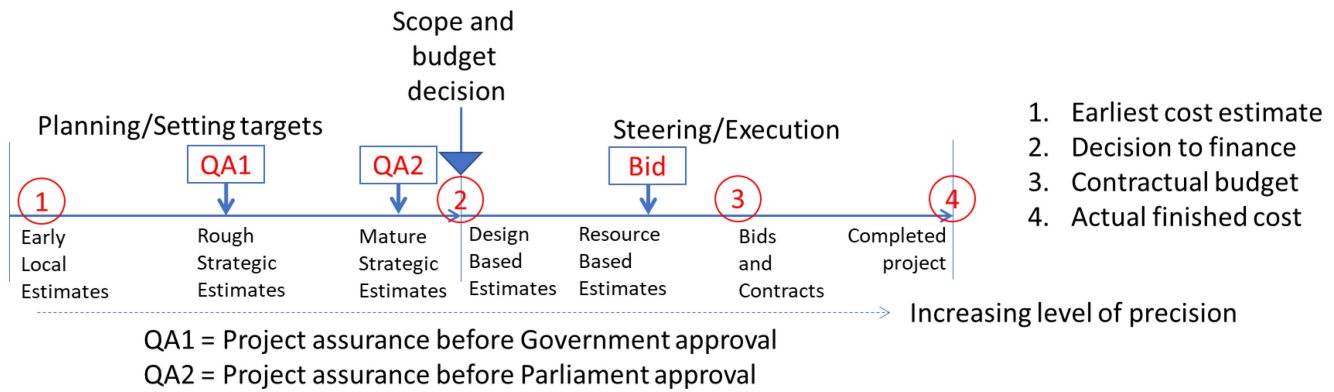 Scope and
budget
decision
Planning/Setting targets
Steering/Execution
QA1
QA2
Bid
1
2
3
4
Early
Local
Estimates
Rough
Strategic
Estimates
Mature
Strategic
Estimates
Design
Based
Estimates
Resource
Based
Estimates
Bids
and
Contracts
Completed
project
Increasing level of precision
QA1 = Project assurance before Government approval
QA2 = Project assurance before Parliament approval
1. Earliest cost estimate
2. Decision to finance
3. Contractual budget
4. Actual finished cost